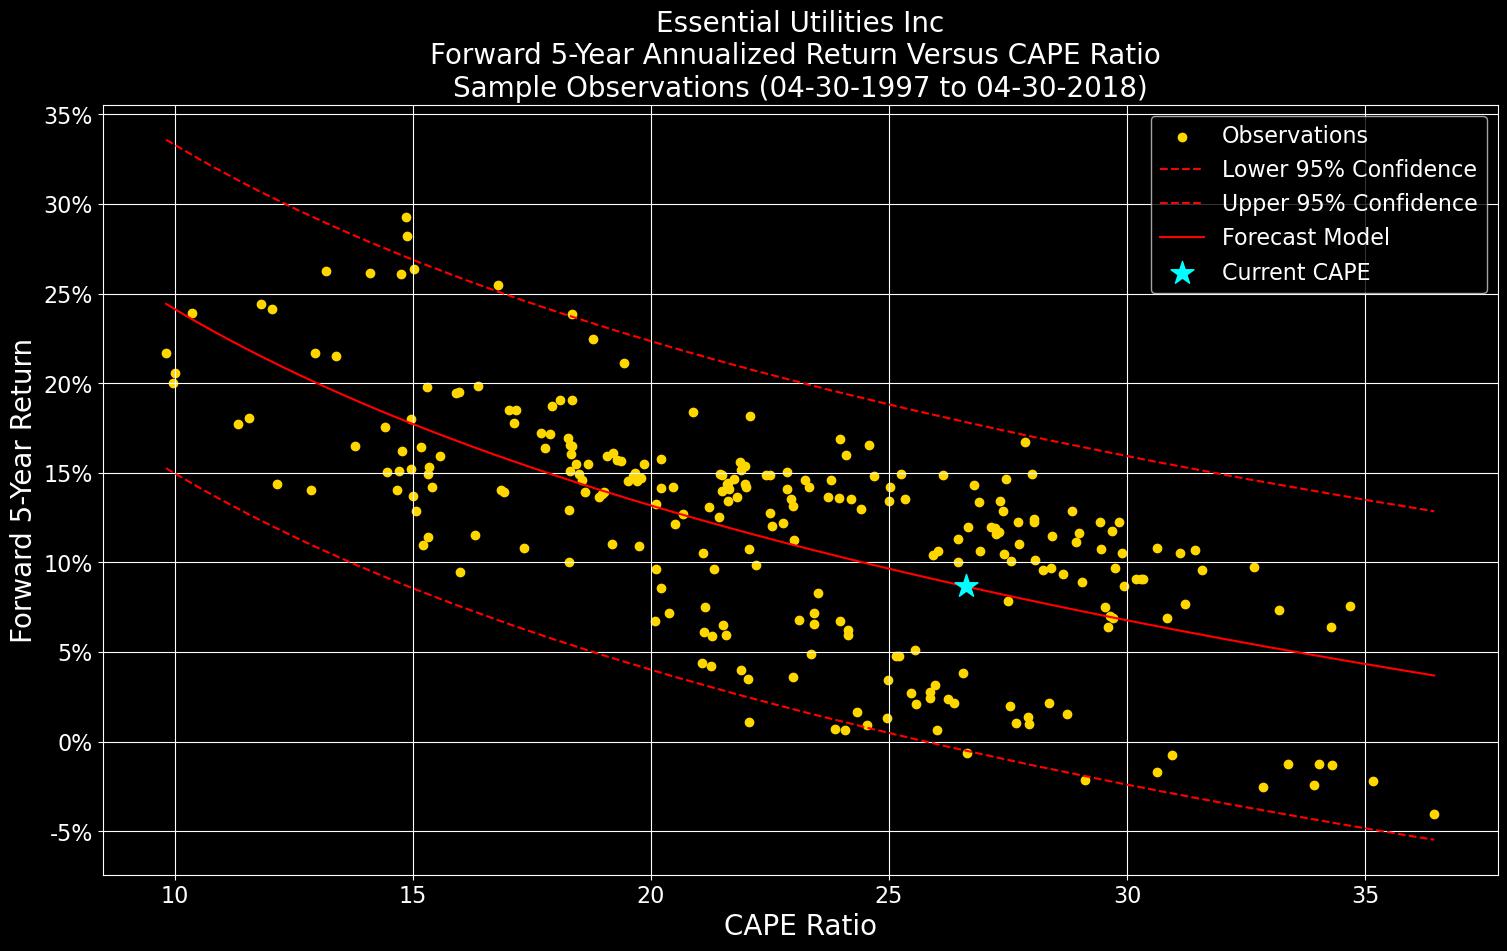 Essential Utilities Inc
Forward 5-Year Annualized Return Versus CAPE Ratio
Sample Observations (04-30-1997 to 04-30-2018)
35%
30%
25%
20%
15%
10%
5%
0%
-5%
Forward 5-Year Return
Observations
Lower 95% Confidence
Upper 95% Confidence
Forecast Model
Current CAPE
10 15 20 25 30 35
CAPE Ratio